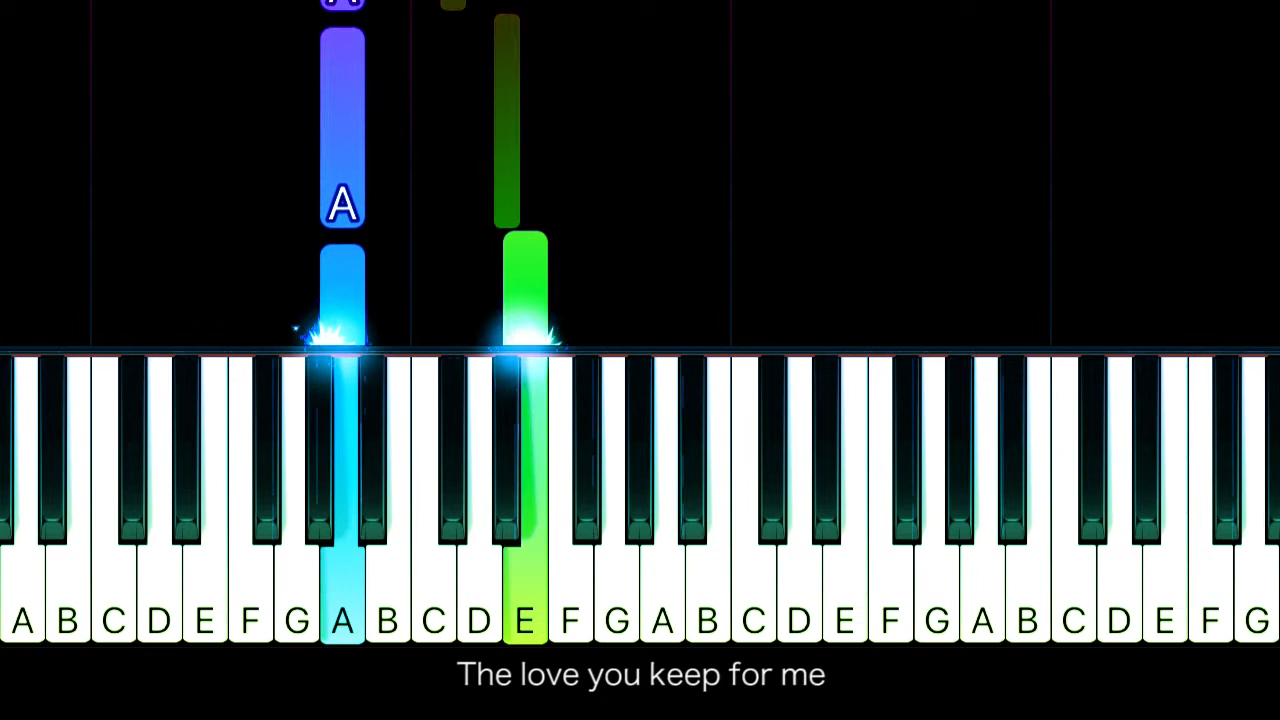 A
A
A B C D E F G A B C D E F G A B C D E F G A B C D E F G
The love you keep for me